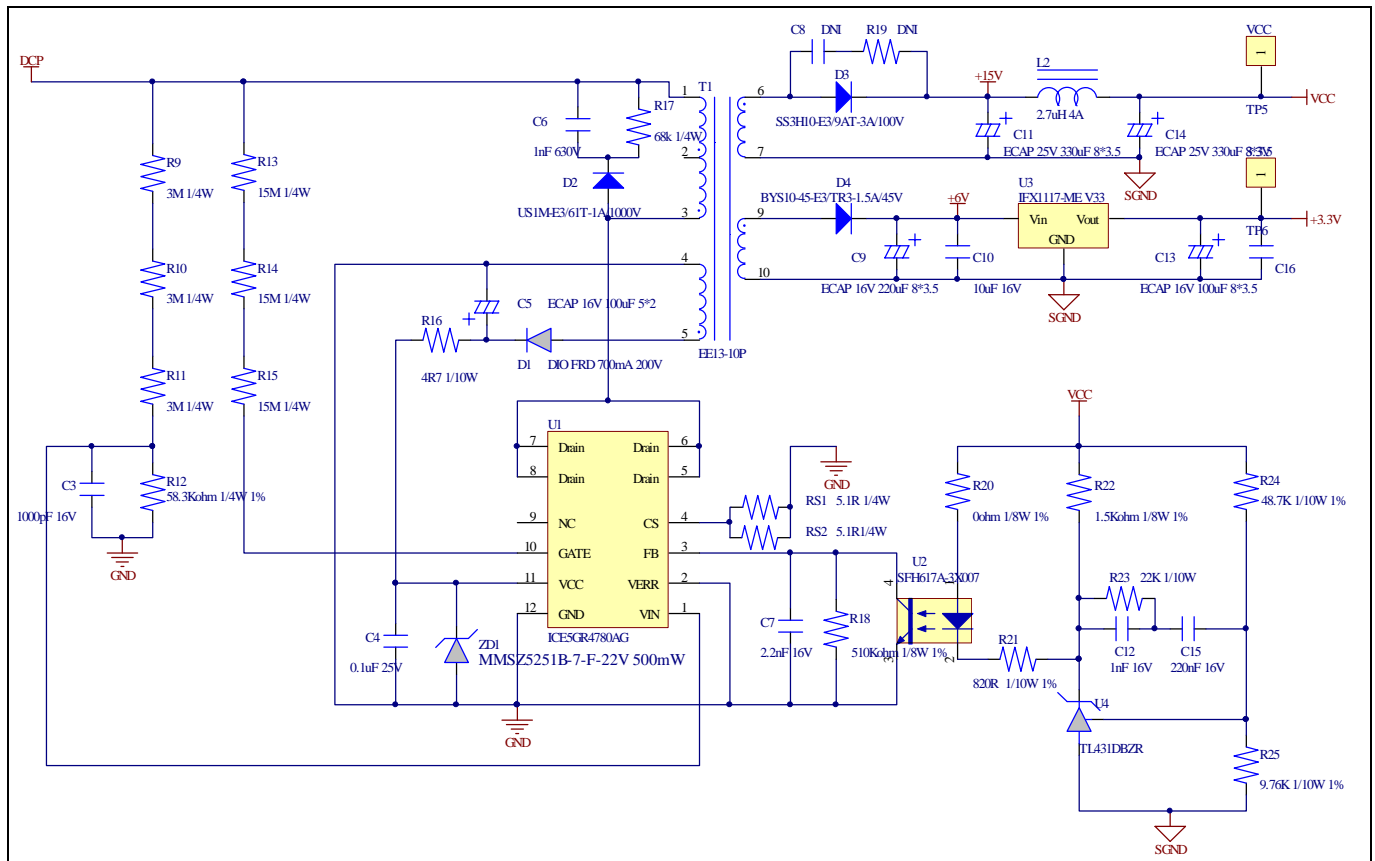 DCP
C8 DNI R19 DNI
VCC
1
T1
1
2
3
4
5
6
7
9
10
EE13-10P
C6
1nF 630V
R17
68k 1/4W
D2
US1M-E3/61T-1A/1000V
D3
SS3H10-E3/9AT-3A/100V
+15V
L2
2.7uH 4A
TP5
VCC
C11
ECAP 25V 330uF 8*3.5
C14
ECAP 25V 330uF 8*3.5
SGND
3.3V
1
D4
BYS10-45-E3/TR3-1.5A/45V
+6V
U3
IFX1117-ME V33
Vin
Vout
GND
TP6
+3.3V
C9
ECAP 16V 220uF 8*3.5
C10
10uF 16V
C13
ECAP 16V 100uF 8*3.5
C16
SGND
R9
3M 1/4W
R13
15M 1/4W
R10
3M 1/4W
R14
15M 1/4W
R11
3M 1/4W
R15
15M 1/4W
C5 ECAP 16V 100uF 5*2
R16
4R7 1/10W
D1 DIO FRD 700mA 200V
C3
1000pF 16V
R12
58.3Kohm 1/4W 1%
GND
U1
7 Drain Drain 6
8 Drain Drain 5
9 NC CS 4
10 GATE FB 3
11 VCC VERR 2
12 GND VIN 1
ICE5GR4780AG
GND
RS1 5.1R 1/4W
RS2 5.1R1/4W
C4
0.1uF 25V
ZD1
MMSZ5251B-7-F-22V 500mW
GND
C7
2.2nF 16V
R18
510Kohm 1/8W 1%
U2
SFH617A-3X007
4
1
3
2
VCC
R20
0ohm 1/8W 1%
R22
1.5Kohm 1/8W 1%
R24
48.7K 1/10W 1%
R23 22K 1/10W
C12
1nF 16V
C15
220nF 16V
R21
820R 1/10W 1%
U4
TL431DBZR
R25
9.76K 1/10W 1%
SGND